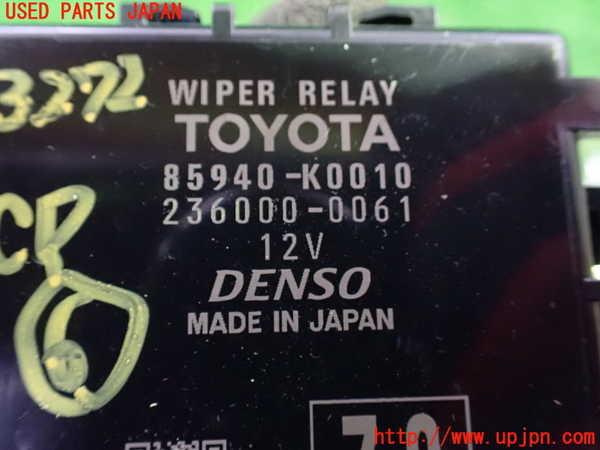 USED PARTS JAPAN
3272
WIPER RELAY
TOYOTA
85940-K0010
236000-0061
12V
DENSO
MADE IN JAPAN
CP
http://www.upjpn.com